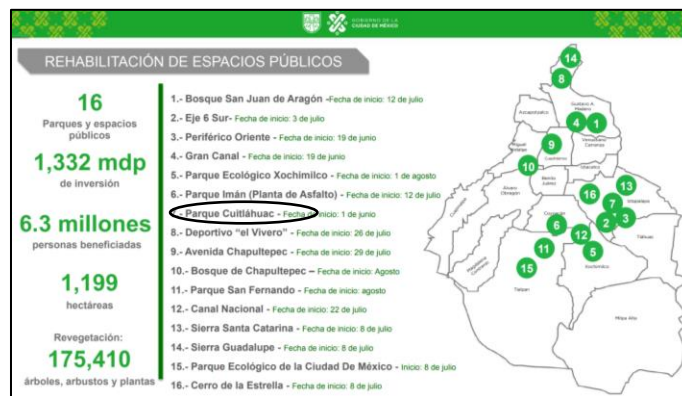 GOBIERNO DE LA
CIUDAD DE MÉXICO
REHABILITACIÓN DE ESPACIOS PÚBLICOS
16
Parques y espacios
públicos
1,332 mdp
de inversión
6.3 millones
personas beneficiadas
1,199
hectáreas
Revegetación:
175,410
árboles, arbustos y plantas
1.- Bosque San Juan de Aragón -Fecha de inicio: 12 de julio
2.- Eje 6 Sur- Fecha de inicio: 3 de julio
3.- Periférico Oriente - Fecha de inicio: 19 de junio
4.- Gran Canal - Fecha de inicio: 19 de junio
5.- Parque Ecológico Xochimilco - Fecha de inicio: 1 de agosto
6.- Parque Imán (Planta de Asfalto) - Fecha de inicio: 12 de julio
7.- Parque Cuitláhuac - Fecha de inicio: 1 de junio
8.- Deportivo “el Vivero” - Fecha de inicio: 26 de julio
9.- Avenida Chapultepec - Fecha de inicio: 29 de julio
10.- Bosque de Chapultepec – Fecha de inicio: Agosto
11.- Parque San Fernando - Fecha de inicio: agosto
12.- Canal Nacional - Fecha de inicio: 22 de julio
13.- Sierra Santa Catarina - Fecha de inicio: 8 de julio
14.- Sierra Guadalupe - Fecha de inicio: 8 de julio
15.- Parque Ecológico de la Ciudad De México - Inicio: 8 de julio
16.- Cerro de la Estrella - Fecha de inicio: 8 de julio
14
8
Gustavo A.
Madero
Azcapotzalco
4
1
Venustiano
Carranza
Miguel
Hidalgo
9
Cuauhtémoc
10
Iztacalco
Benito
Juárez
Álvaro
Obregón
16
13
7
Iztapalapa
Coyoacán
6
2
3
12
Tláhuac
11
5
Xochimilco
15
Tlalpan
Milpa Alta